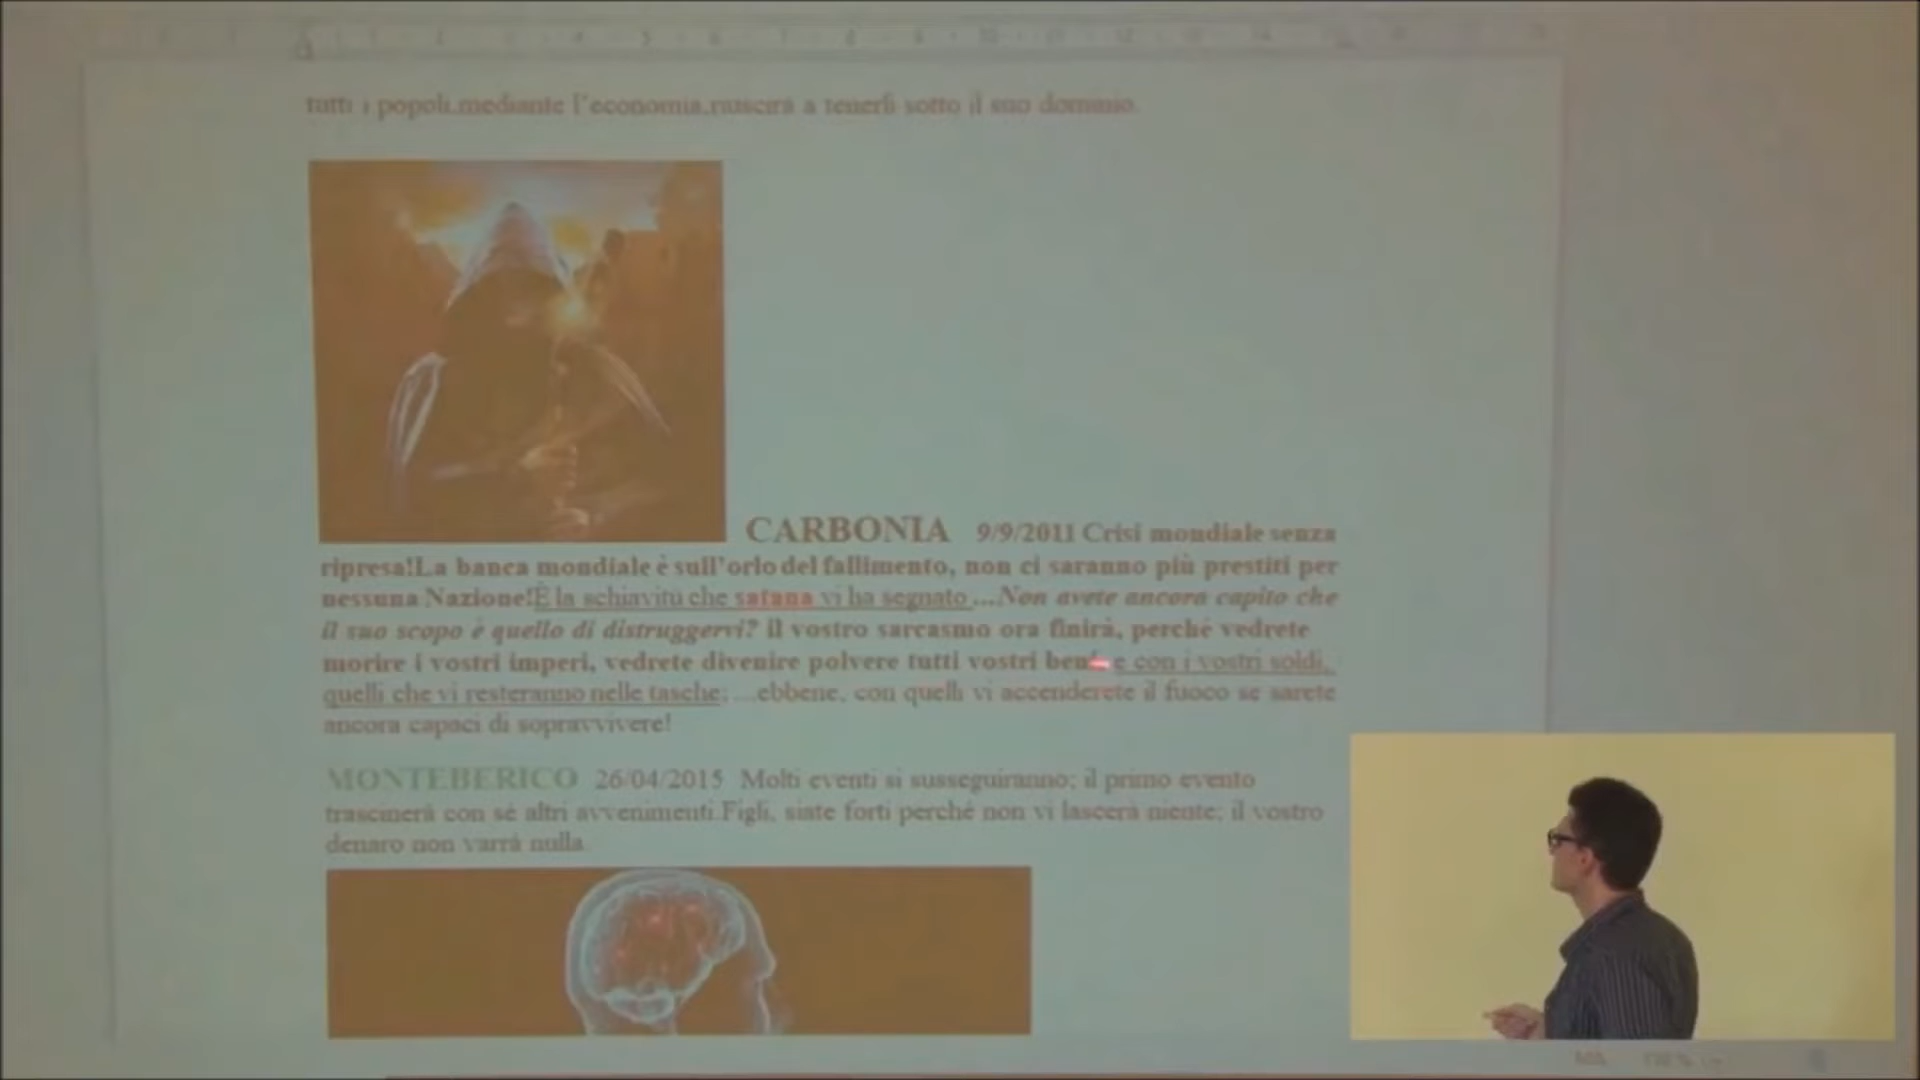 tutti i popoli,mediante l'economia,riuscirà a tenerli sotto il suo dominio.
CARBONIA 9/9/2011 Crisi mondiale senza
ripresa!La banca mondiale è sull'orlo del fallimento, non ci saranno più prestiti per
nessuna Nazione!È la schiavitù che satana vi ha segnato ...Non avete ancora capito che
il suo scopo è quello di distruggervi? il vostro sarcasmo ora finirà, perché vedrete
morire i vostri imperi, vedrete divenire polvere tutti vostri beni, e con i vostri soldi,
quelli che vi resteranno nelle tasche; ...ebbene, con quelli vi accenderete il fuoco se sarete
ancora capaci di sopravvivere!
MONTEBERICO 26/04/2015 Molti eventi si susseguiranno; il primo evento
trascinerà con sé altri avvenimenti.Figli, siate forti perché non vi lascerà niente; il vostro
denaro non varrà nulla.